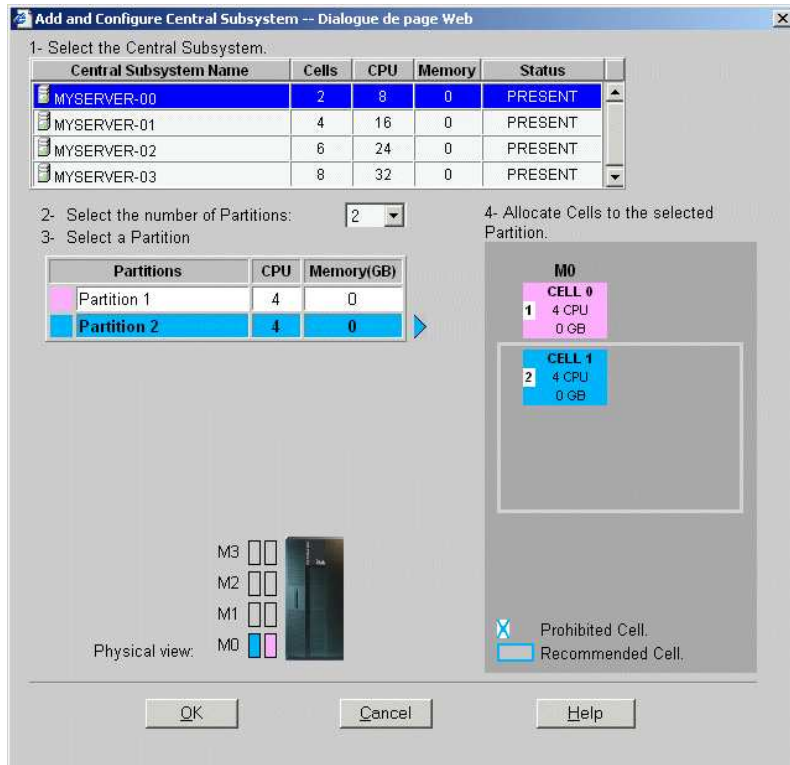 Add and Configure Central Subsystem -- Dialogue de page Web
1- Select the Central Subsystem.
Central Subsystem Name Cells CPU Memory Status
MYSERVER-00 2 8 0 PRESENT
MYSERVER-01 4 16 0 PRESENT
MYSERVER-02 6 24 0 PRESENT
MYSERVER-03 8 32 0 PRESENT
2- Select the number of Partitions: 2
3- Select a Partition
Partitions CPU Memory(GB)
Partition 1 4 0
Partition 2 4 0
4- Allocate Cells to the selected
Partition.
M0
CELL 0
1 4 CPU
0 GB
CELL 1
2 4 CPU
0 GB
M3
M2
M1
Physical view: M0
X Prohibited Cell.
Recommended Cell.
OK Cancel Help